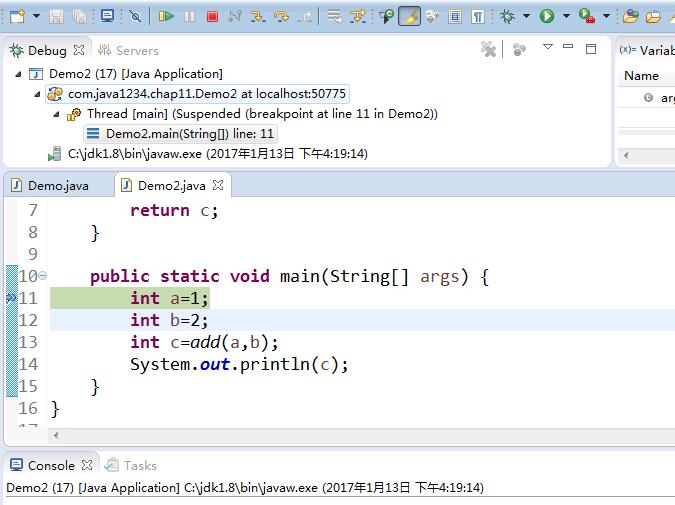 Debug Servers
Demo2 (17) [Java Application]
com.java1234.chap11.Demo2 at localhost:50775
Thread [main] (Suspended (breakpoint at line 11 in Demo2))
Demo2.main(String[]) line: 11
C:\jdk1.8\bin\javaw.exe (2017年1月13日 下午4:19:14)
(x)= Variab
Name
arg
Demo.java Demo2.java
7 return c;
8 }
9
10 public static void main(String[] args) {
11 int a=1;
12 int b=2;
13 int c=add(a,b);
14 System.out.println(c);
15 }
16 }
17
Console Tasks
Demo2 (17) [Java Application] C:\jdk1.8\bin\javaw.exe (2017年1月13日 下午4:19:14)